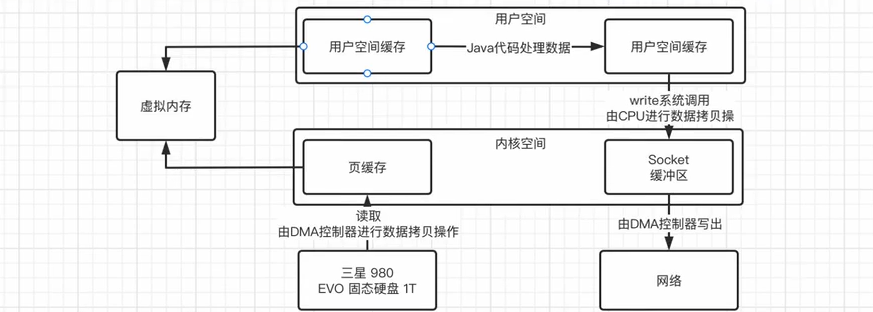 用户空间
用户空间缓存
Java代码处理数据
用户空间缓存
虚拟内存
write系统调用
由CPU进行数据拷贝操
内核空间
页缓存
Socket
缓冲区
读取
由DMA控制器进行数据拷贝操作
由DMA控制器写出
三星 980
EVO 固态硬盘 1T
网络